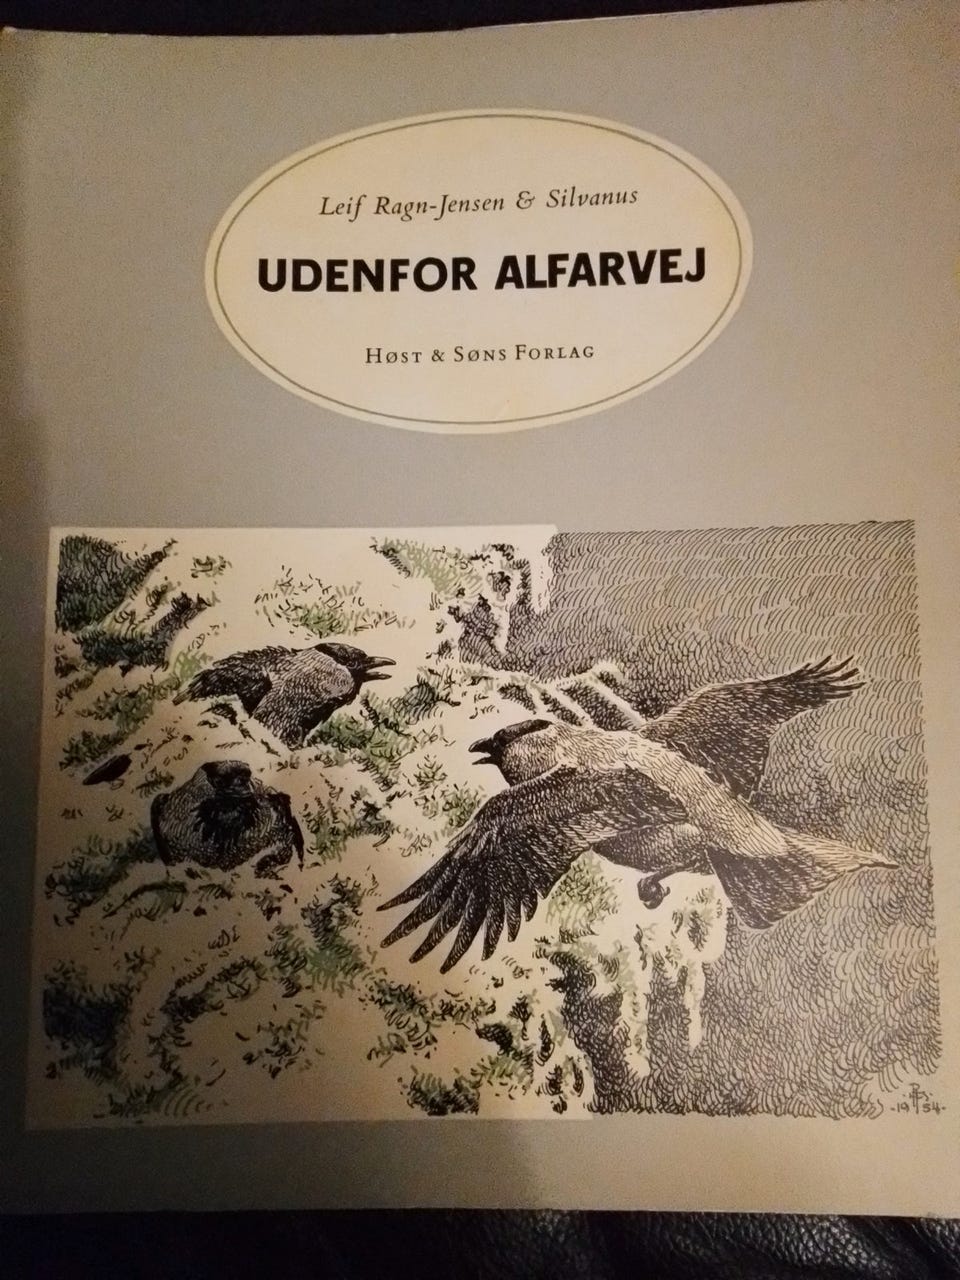 Leif Ragn-Jensen & Silvanus
UDENFOR ALFARVEJ
HØST & SØNS FORLAG
-19 54-